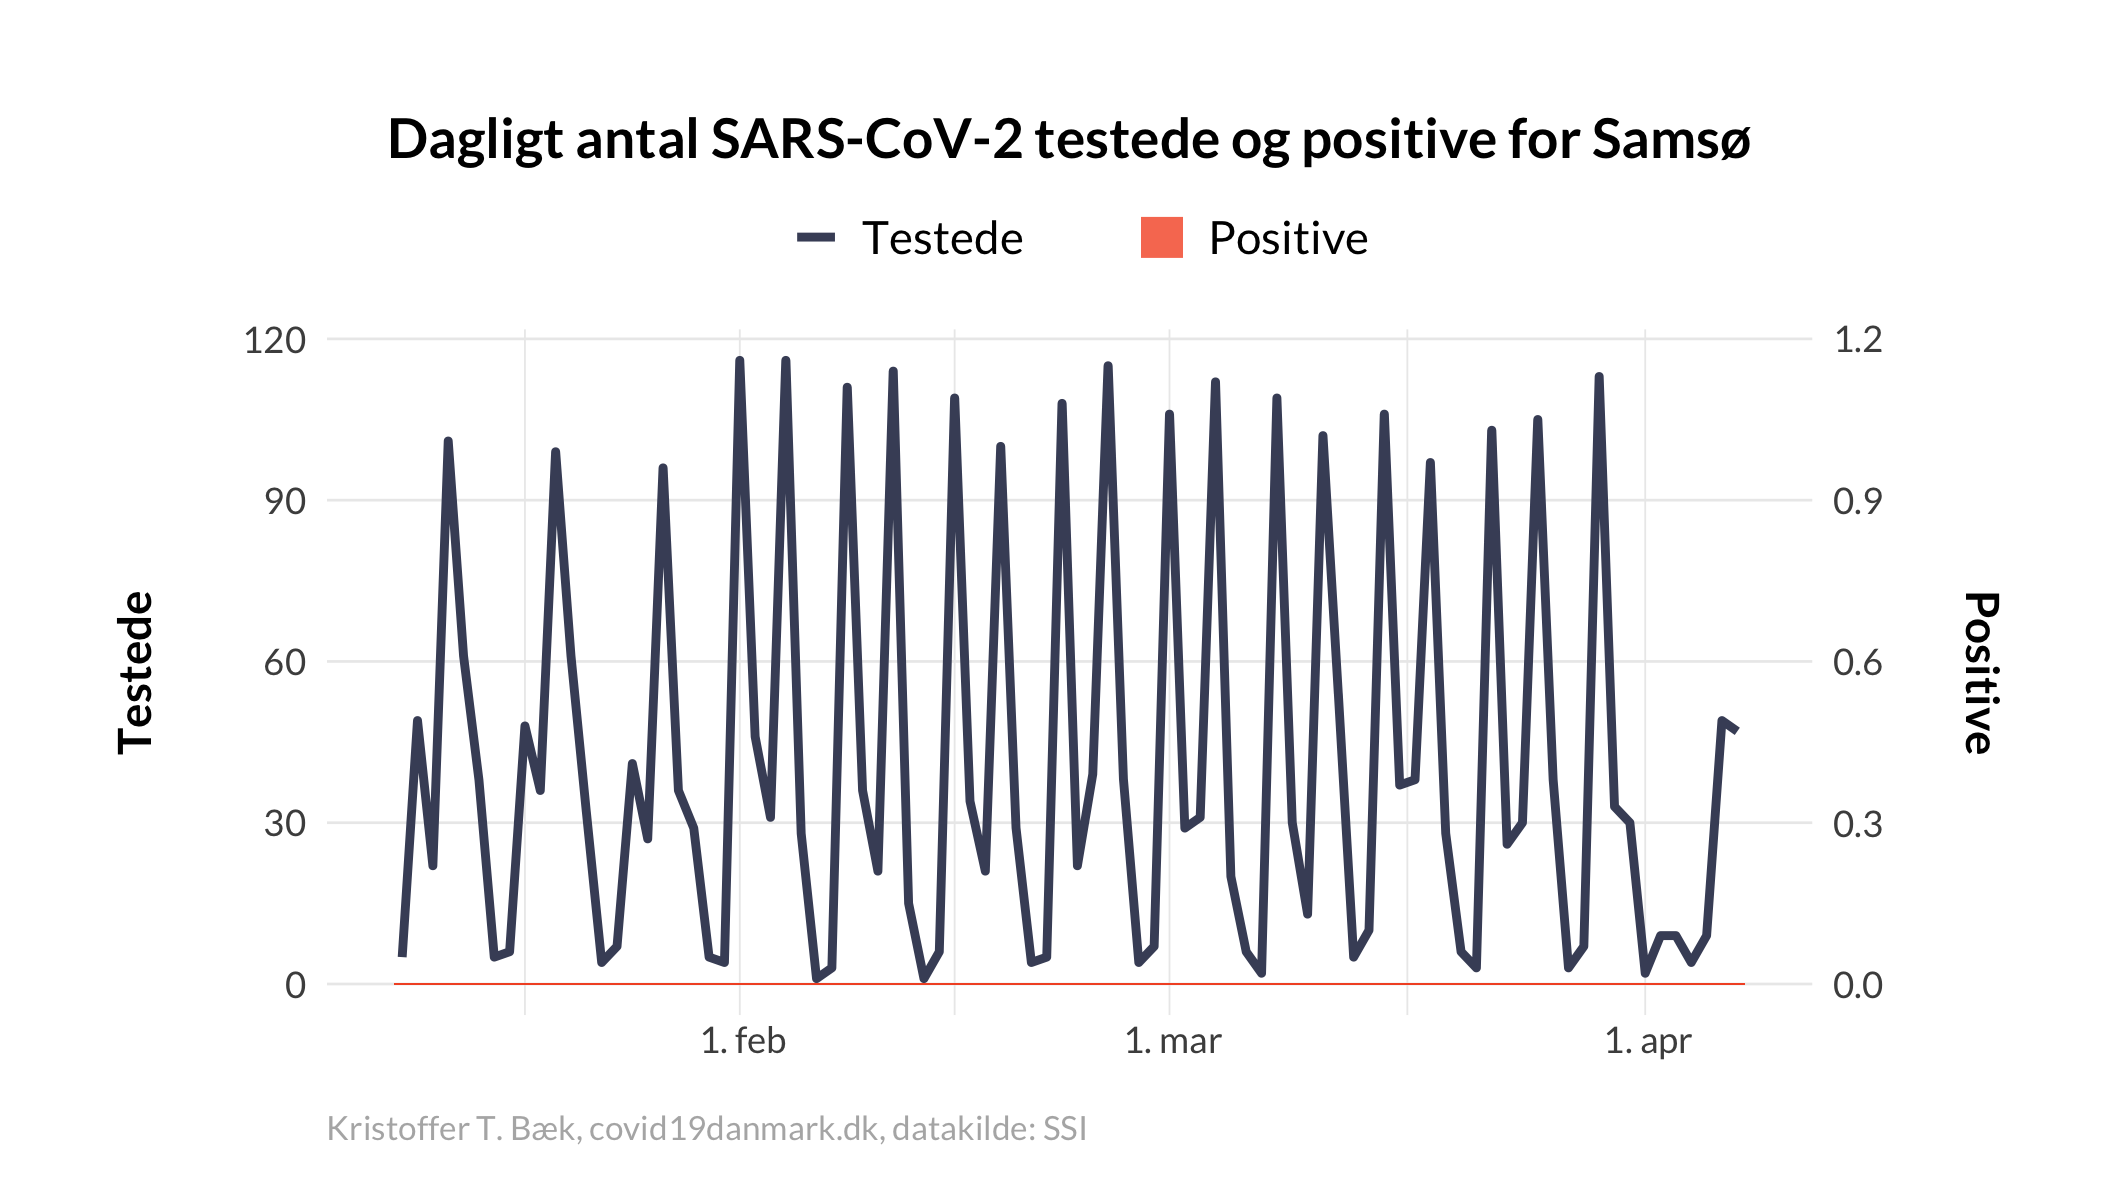 Dagligt antal SARS-CoV-2 testede og positive for Samsø
Testede
Positive
120
90
60
30
0
1.2
0.9
0.6
0.3
0.0
Testede
Positive
1. feb
1. mar
1. apr
Kristoffer T. Bæk, covid19danmark.dk, datakilde: SSI